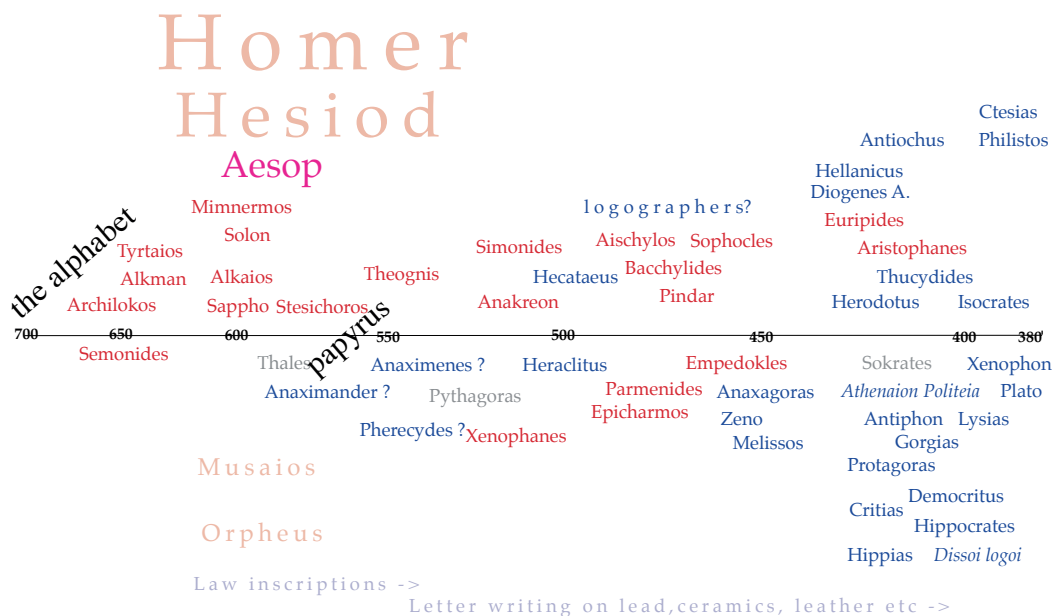 Homer
Hesiod
Ctesias
Antiochus Philistos
Aesop
Hellanicus
Diogenes A.
Mimnermos logographers? Euripides
Solon
Simonides Aischylos Sophocles
the alphabet Tyrtaios Aristophanes
Alkman Alkaios Theognis Hecataeus Bacchylides Thucydides
Archilokos Sappho Stesichoros Anakreon Pindar Herodotus Isocrates
700 650 600 550 500 450 400 380
papyrus
Semonides
Thales Anaximenes ? Heraclitus Empedokles Sokrates Xenophon
Anaximander ? Pythagoras Parmenides Anaxagoras Athenaion Politeia Plato
Epicharmos
Pherecydes ? Xenophanes Zeno Antiphon Lysias
Melissos Gorgias
Musaios Protagoras
Democritus
Critias
Orpheus Hippocrates
Hippias Dissoi logoi
Law inscriptions ->
Letter writing on lead,ceramics, leather etc ->